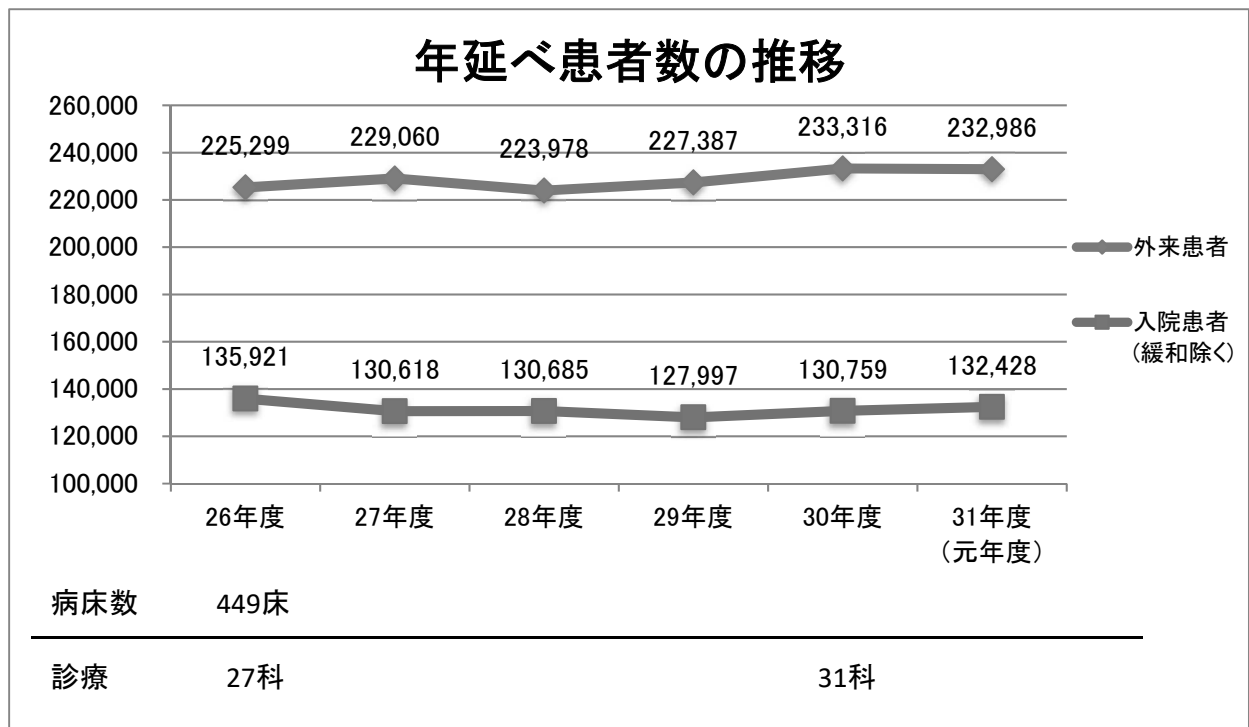 年延べ患者数の推移
260,000
240,000
220,000
200,000
180,000
160,000
140,000
120,000
100,000
225,299
229,060
223,978
227,387
233,316
232,986
135,921
130,618
130,685
127,997
130,759
132,428
26年度
27年度
28年度
29年度
30年度
31年度
（元年度）
外来患者
入院患者
（緩和除く）
病床数 449床
診療 27科 31科